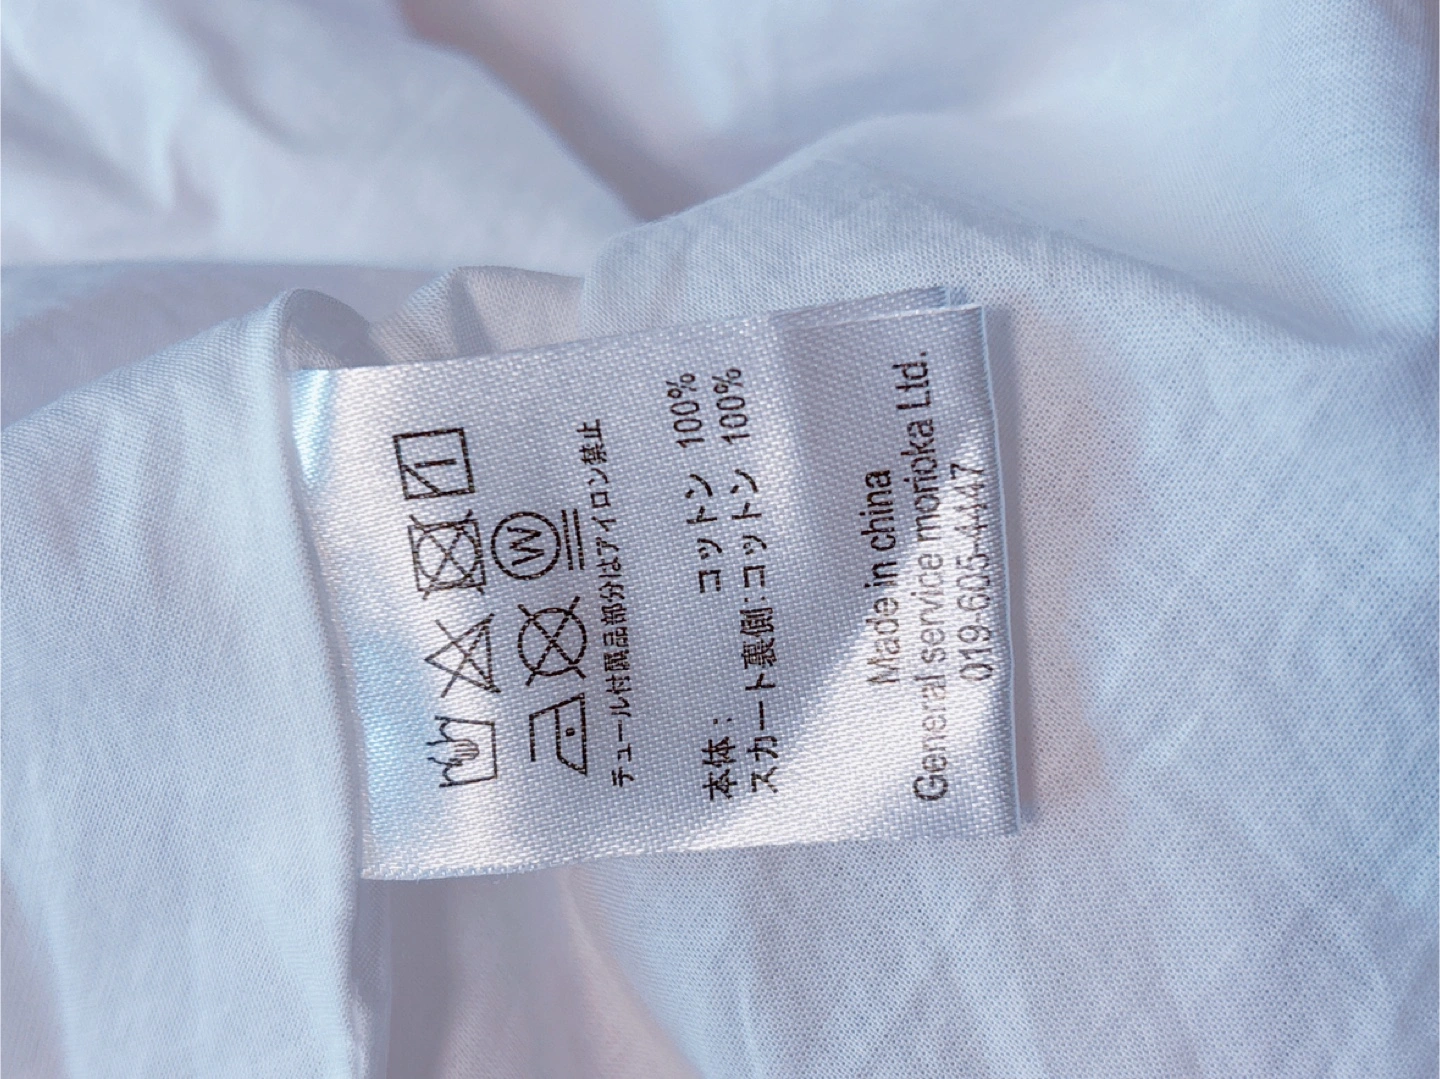 W
チュール付属品部分はアイロン禁止
本体： コットン 100%
スカート裏側:コットン 100%
Made in china
General service morioka Ltd.
019-605-4447